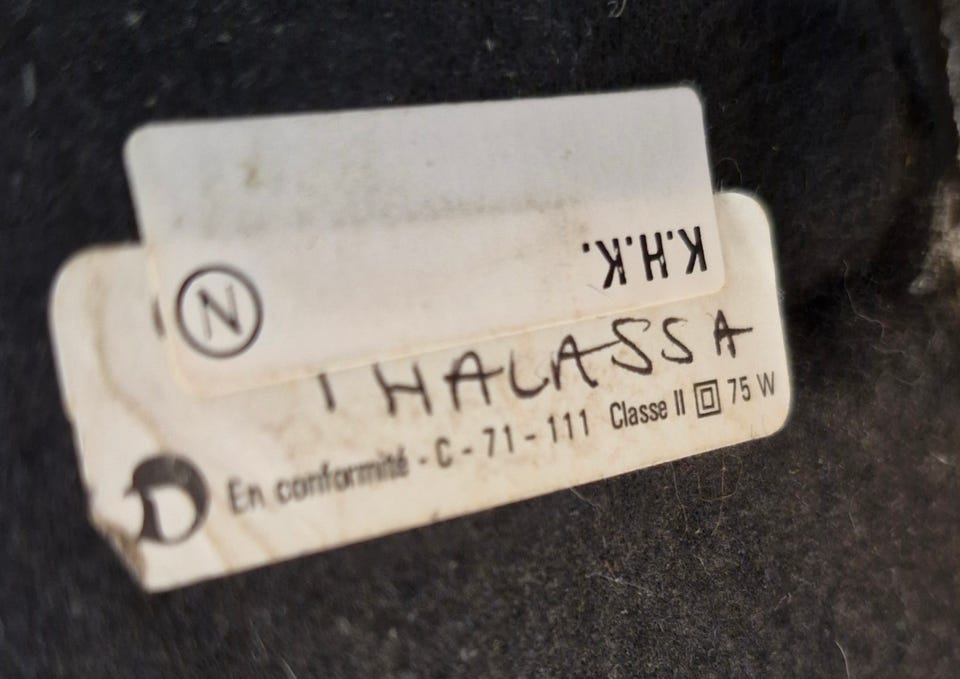 K.H.K.
N
THALASSA
En conformité - C - 71 - 111 Classe II 75 W